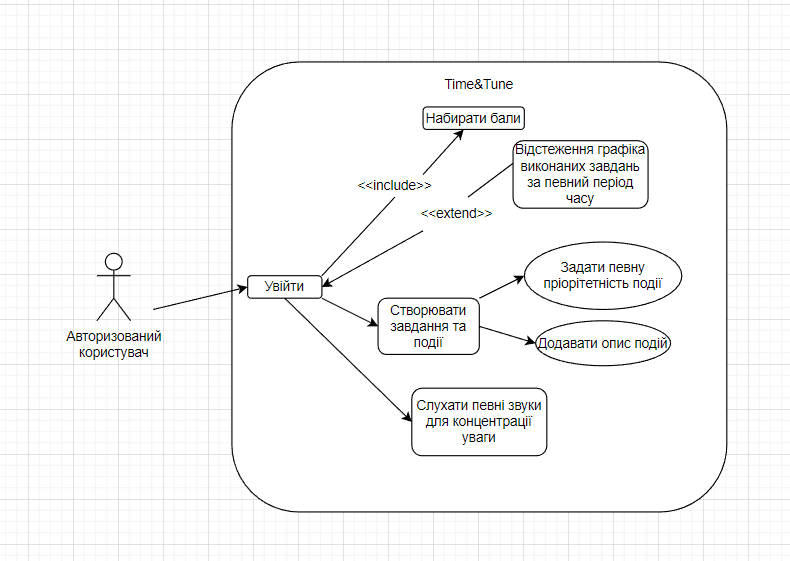 Time&Tune
Набирати бали
Відстеження графіка
виконаних завдань
за певний період
часу
<<include>>
<<extend>>
Увійти
Задати певну
пріорітетність події
Створювати
завдання та
події
Додавати опис подій
Авторизований
користувач
Слухати певні звуки
для концентрації
уваги